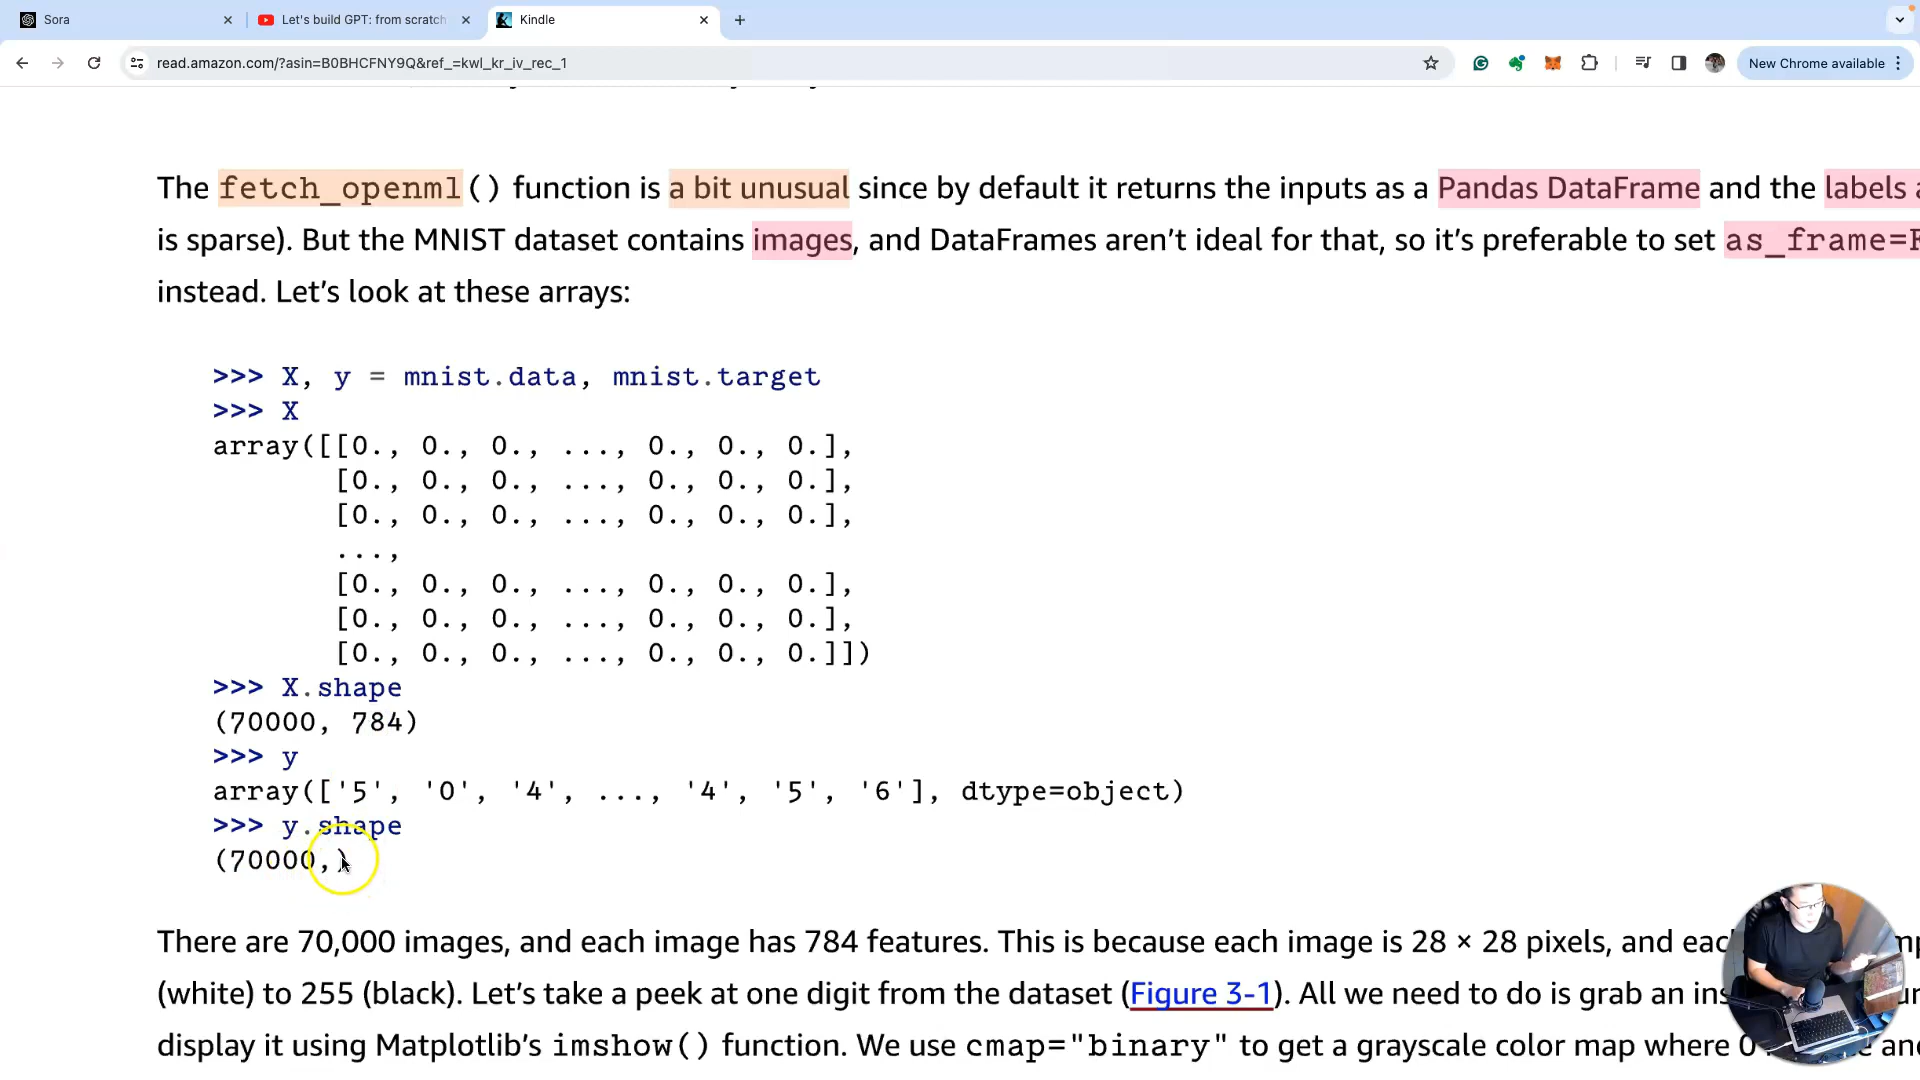 Sora
Let's build GPT: from scratch
Kindle
read.amazon.com/?asin=B0BHCFNY9Q&ref_=kwl_kr_iv_rec_1
New Chrome available
The fetch_openml() function is a bit unusual since by default it returns the inputs as a Pandas DataFrame and the labels
is sparse). But the MNIST dataset contains images, and DataFrames aren’t ideal for that, so it’s preferable to set as_frame=
instead. Let’s look at these arrays:
>>> X, y = mnist.data, mnist.target
>>> X
array([[0., 0., 0., ..., 0., 0., 0.],
[0., 0., 0., ..., 0., 0., 0.],
[0., 0., 0., ..., 0., 0., 0.],
...,
[0., 0., 0., ..., 0., 0., 0.],
[0., 0., 0., ..., 0., 0., 0.],
[0., 0., 0., ..., 0., 0., 0.]])
>>> X.shape
(70000, 784)
>>> y
array(['5', '0', '4', ..., '4', '5', '6'], dtype=object)
>>> y.shape
(70000,)
There are 70,000 images, and each image has 784 features. This is because each image is 28 × 28 pixels, and
(white) to 255 (black). Let’s take a peek at one digit from the dataset (Figure 3-1). All we need to do is grab an
display it using Matplotlib’s imshow() function. We use cmap="binary" to get a grayscale color map where 0